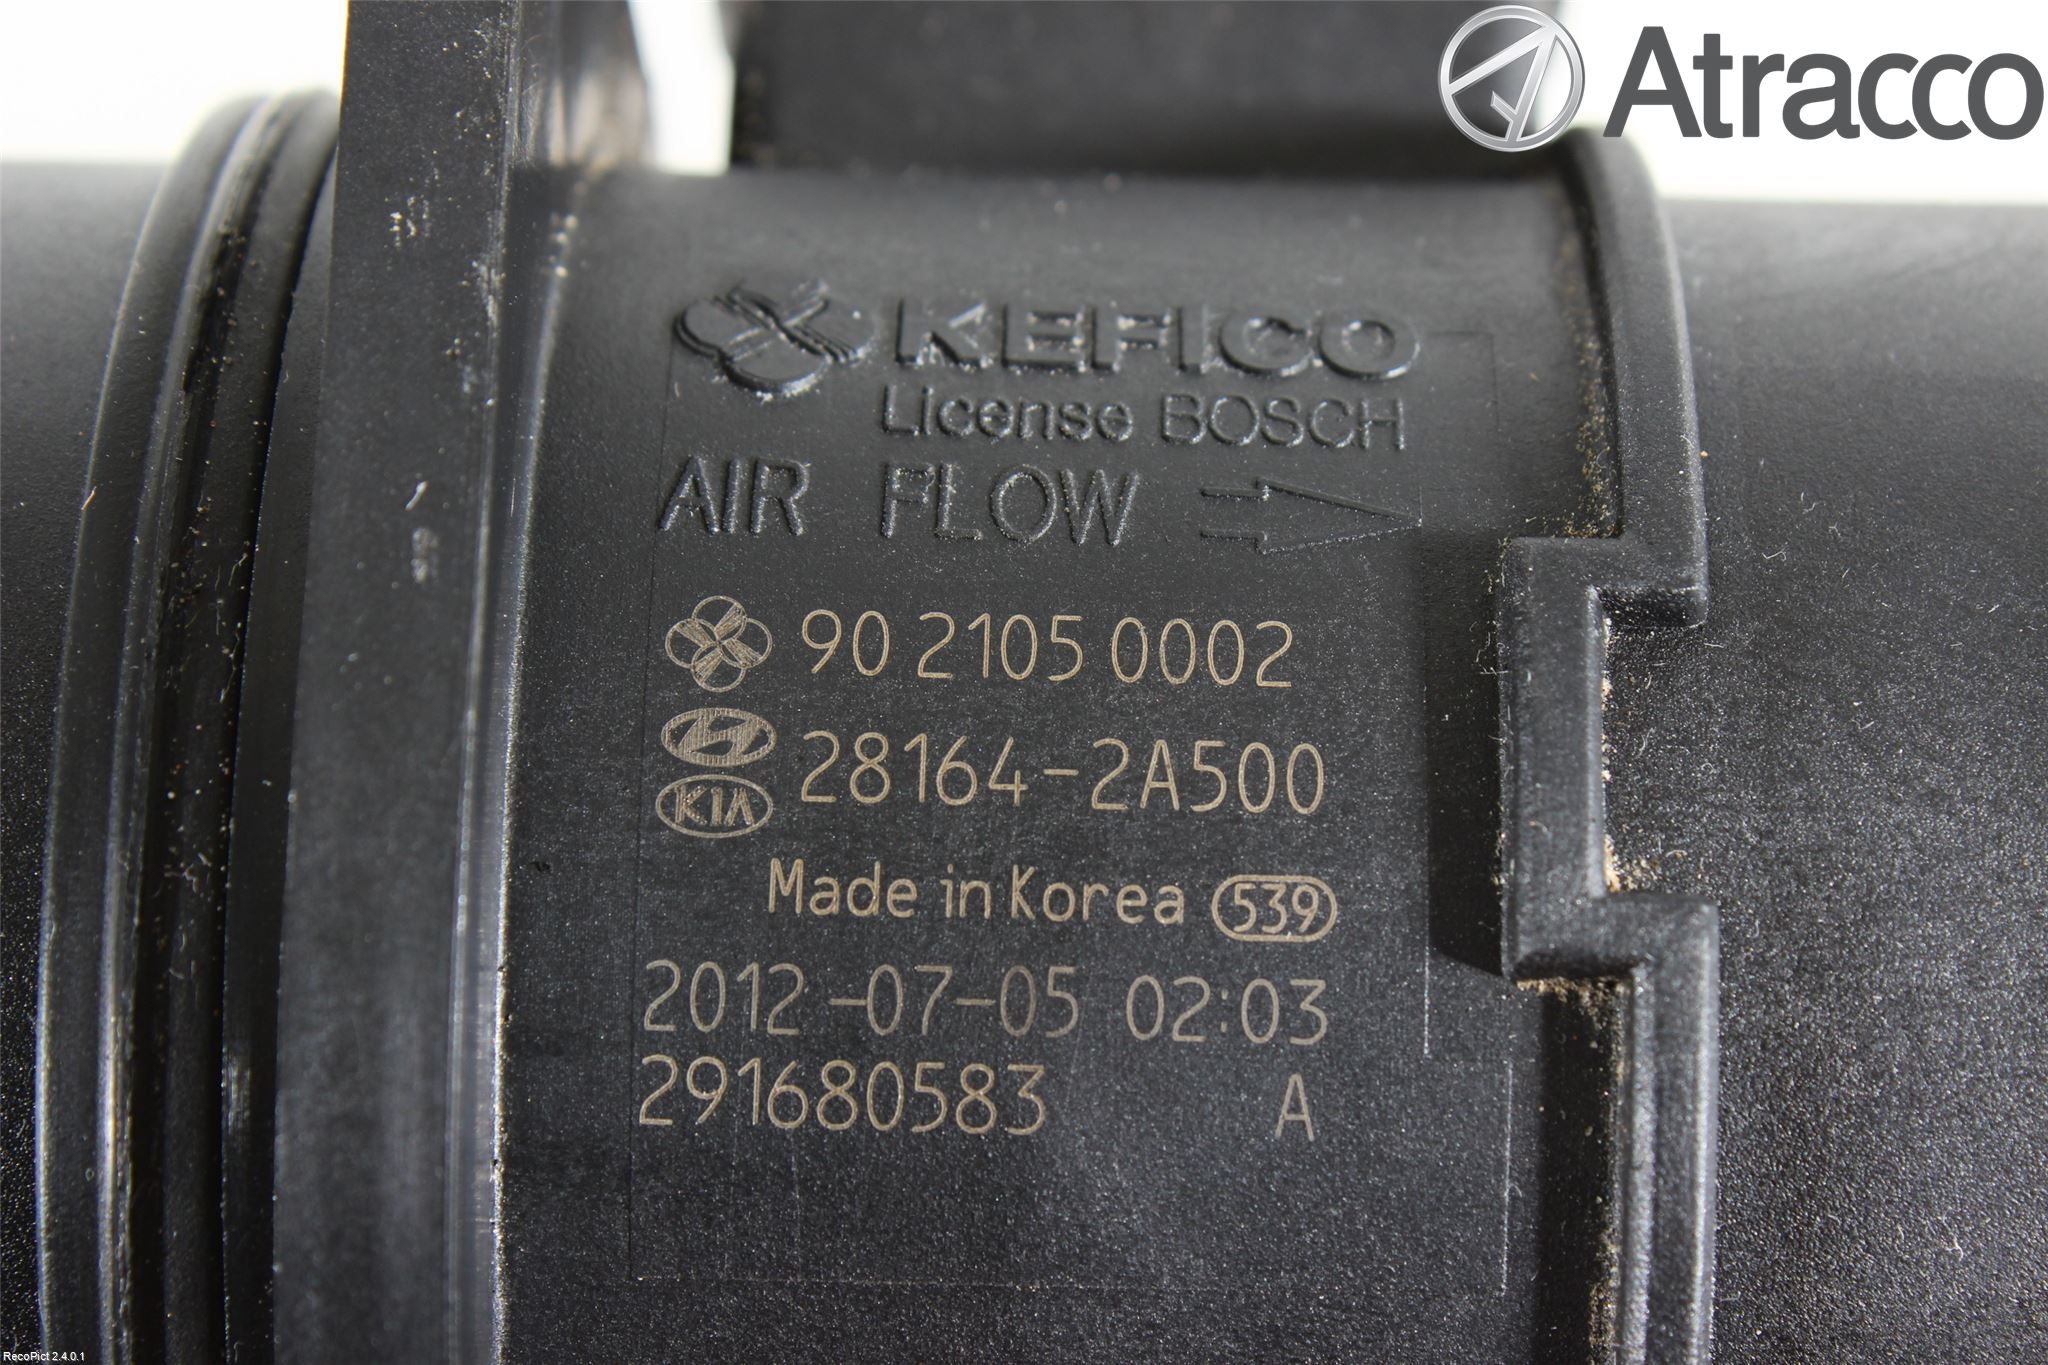 Atracco
KEFICO
License BOSCH
AIR FLOW
90 2105 0002
28164-2A500
KIA
Made in Korea 539
2012-07-05 02:03
291680583 A
RecoPict 2.4.0.1